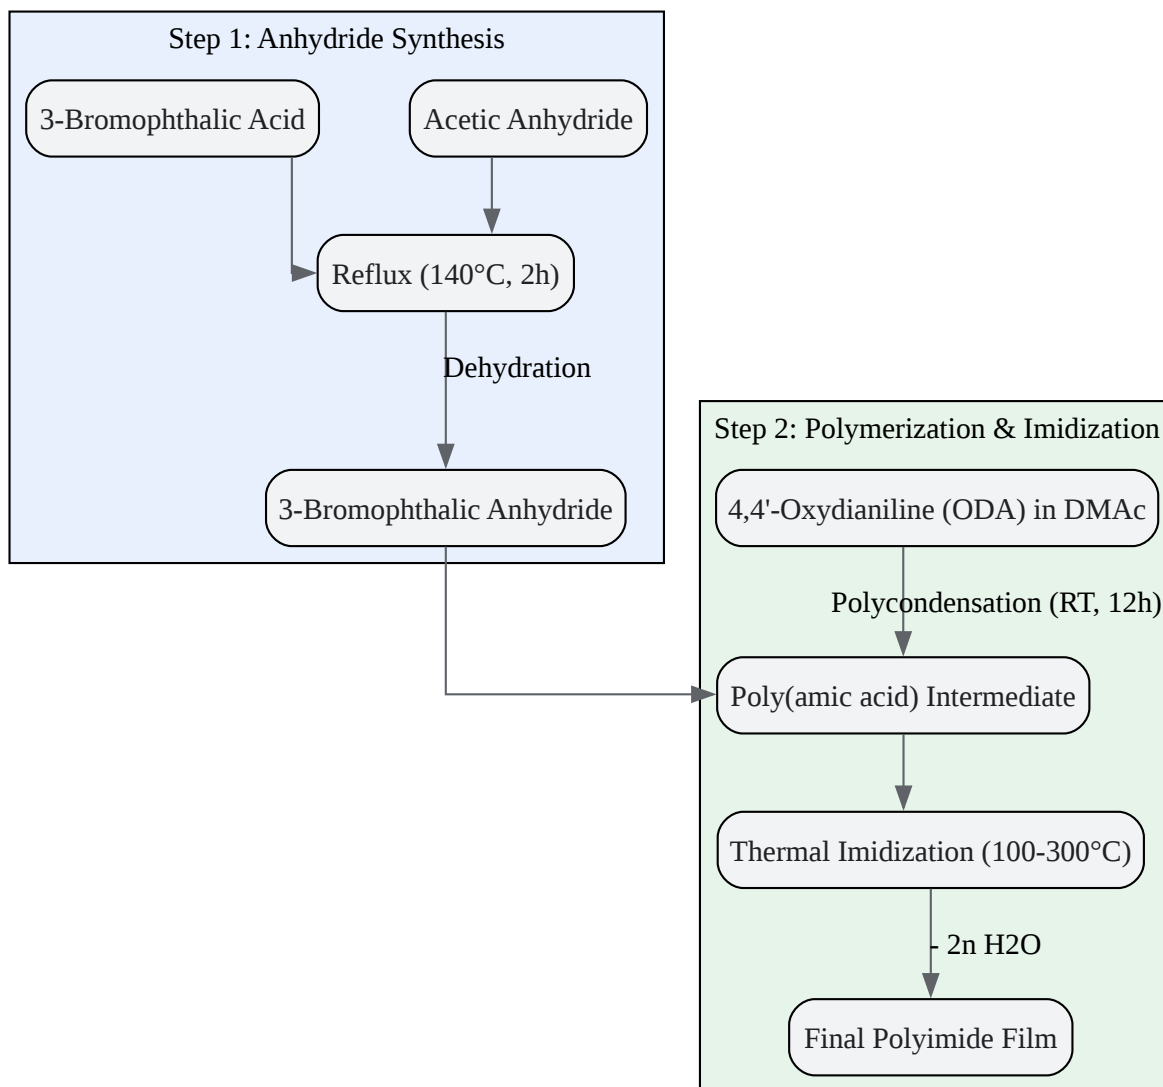 Step 1: Anhydride Synthesis
3-Bromophthalic Acid
Acetic Anhydride
Reflux (140°C, 2h)
Dehydration
3-Bromophthalic Anhydride
Step 2: Polymerization & Imidization
4,4'-Oxydianiline (ODA) in DMAc
Polycondensation (RT, 12h)
Poly(amic acid) Intermediate
Thermal Imidization (100-300°C)
- 2n H2O
Final Polyimide Film